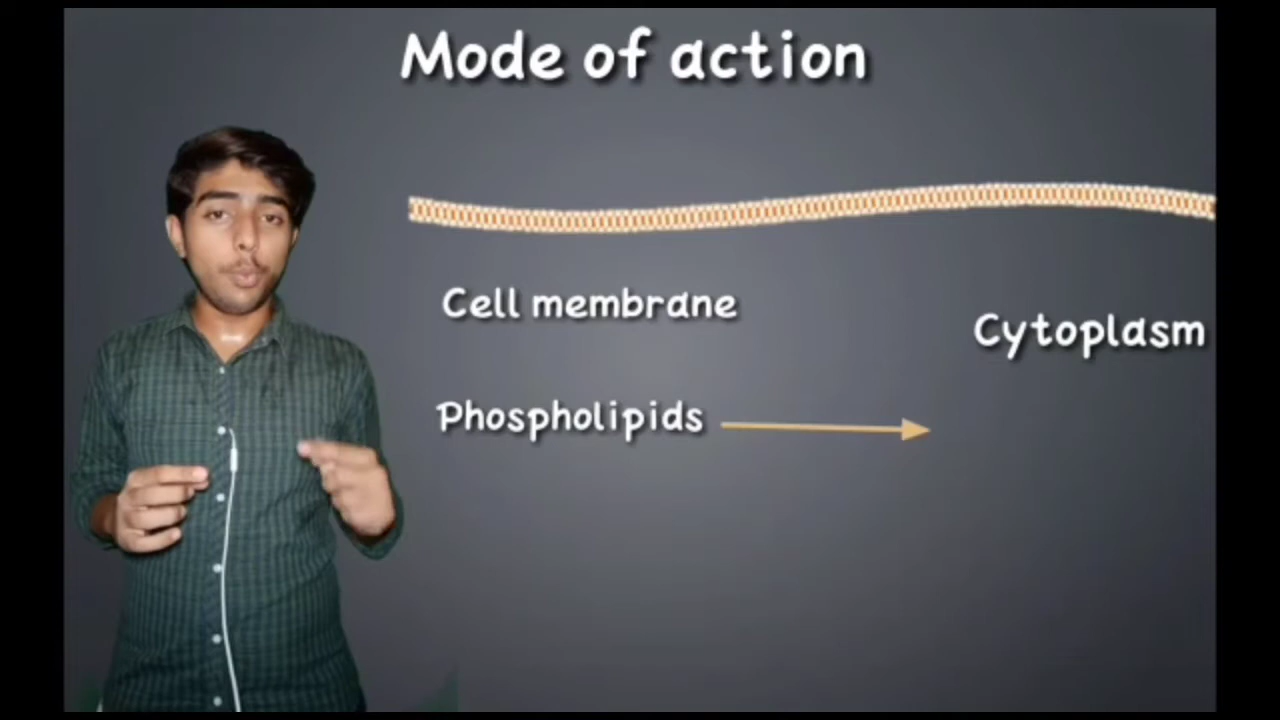 Mode of action
Cell membrane
Cytoplasm
Phospholipids